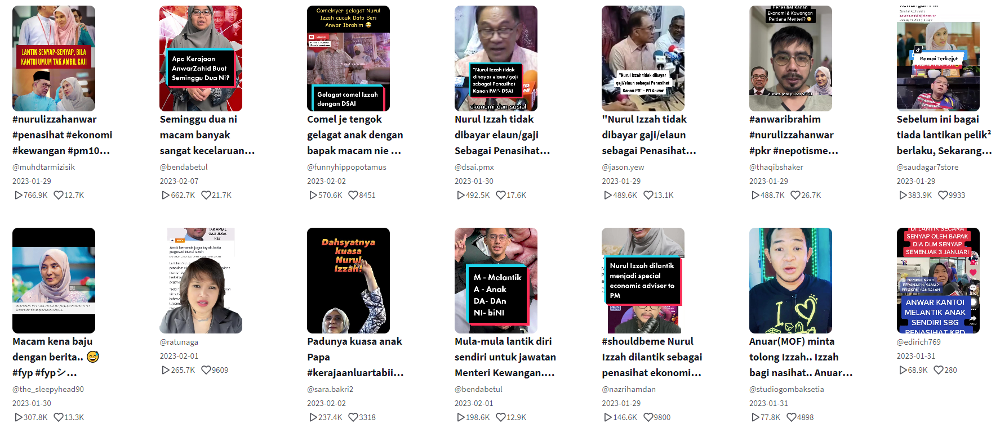 LANTIK SENYAP-SENYAP, BILA
KANTOI UMUM TAK AMBIL GAJI
#nurulizzahanwar
#penasihat #ekonomi
#kewangan #pm10...
@muhdtarmizisik
2023-01-29
766.9K 12.7K
Apa Kerajaan
AnwarZahid Buat
Seminggu Dua Ni?
Seminggu dua ni
macam banyak
sangat kecelaruan...
@bendabetul
2023-02-07
662.7K 21.7K
Comelnyer gelagat Nurul
Izzah cucuk Dato Seri
Anwar Ibrahim 😂
Gelagat comel Izzah
dengan DSAI
Comel je tengok
gelagat anak dengan
bapak macam nie ...
@funnyhippopotamus
2023-02-02
570.6K 8451
"Nurul Izzah tidak
dibayar elaun/gaji
sebagai Penasihat
Kanan PM"- DSAI
ekonomi dan sosial
Nurul Izzah tidak
dibayar elaun/gaji
Sebagai Penasihat...
@dsai.pmx
2023-01-30
492.5K 17.6K
"Nurul Izzah tidak dibayar
gaji/elaun sebagai Penasihat
Kanan PM" - PM Anwar
"Nurul Izzah tidak
dibayar gaji/elaun
sebagai Penasihat...
@jason.yew
2023-01-29
489.6K 13.1K
Penasihat Kanan
Ekonomi & Kewangan
Perdana Menteri? 🧐
#anwaribrahim
#nurulizzahanwar
#pkr #nepotisme...
@thaqibshaker
2023-01-29
488.7K 26.7K
Kewangan PM
Ramai Terkejut
Sebelum ini bagai
tiada lantikan pelik²
berlaku, Sekarang...
@saudagar7store
2023-01-29
383.9K 9933
Macam kena baju
dengan berita.. 😅
#fyp #fypシ...
@the_sleepyhead90
2023-01-30
307.8K 13.3K
TAK AMBIL
GAJI JUGA
KE?
Anak beranak juga layak, kata
pegawai Nurul Izzah
@ratunaga
2023-02-01
265.7K 9609
Dahsyatnya
kuasa
Nurul
Izzah!
Padunya kuasa anak
Papa
#kerajaanluartabii...
@sara.bakri2
2023-02-02
237.4K 3318
M - Melantik
A - Anak
DA- DAn
NI- biNI
Mula-mula lantik diri
sendiri untuk jawatan
Menteri Kewangan....
@bendabetul
2023-02-01
198.6K 12.9K
Nurul Izzah dilantik
menjadi special
economic adviser to
PM
#shouldbeme Nurul
Izzah dilantik sebagai
penasihat ekonomi...
@nazrihamdan
2023-01-29
146.6K 9800
I
Anuar(MOF) minta
tolong Izzah.. Izzah
bagi nasihat.. Anuar...
@studiogombaksetia
2023-01-31
77.8K 4898
DI LANTIK SECARA
SENYAP OLEH BAPAK
DIA DLM SENYAP
SEMENJAK 3 JANUARI
NAMPAK NYA 2
BERANAK NI SAMA2
PELAKON HANDALAN
ANWAR KANTOI
MELANTIK ANAK
SENDIRI SBG
PENASIHAT KPD
@edirich769
2023-01-31
68.9K 280